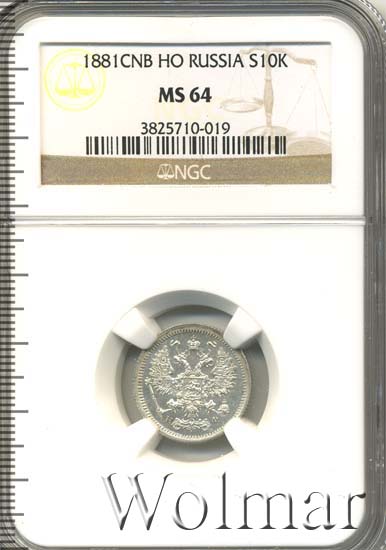 1881CNB HO RUSSIA S10K
MS 64
3825710-019
NGC
Wolmar